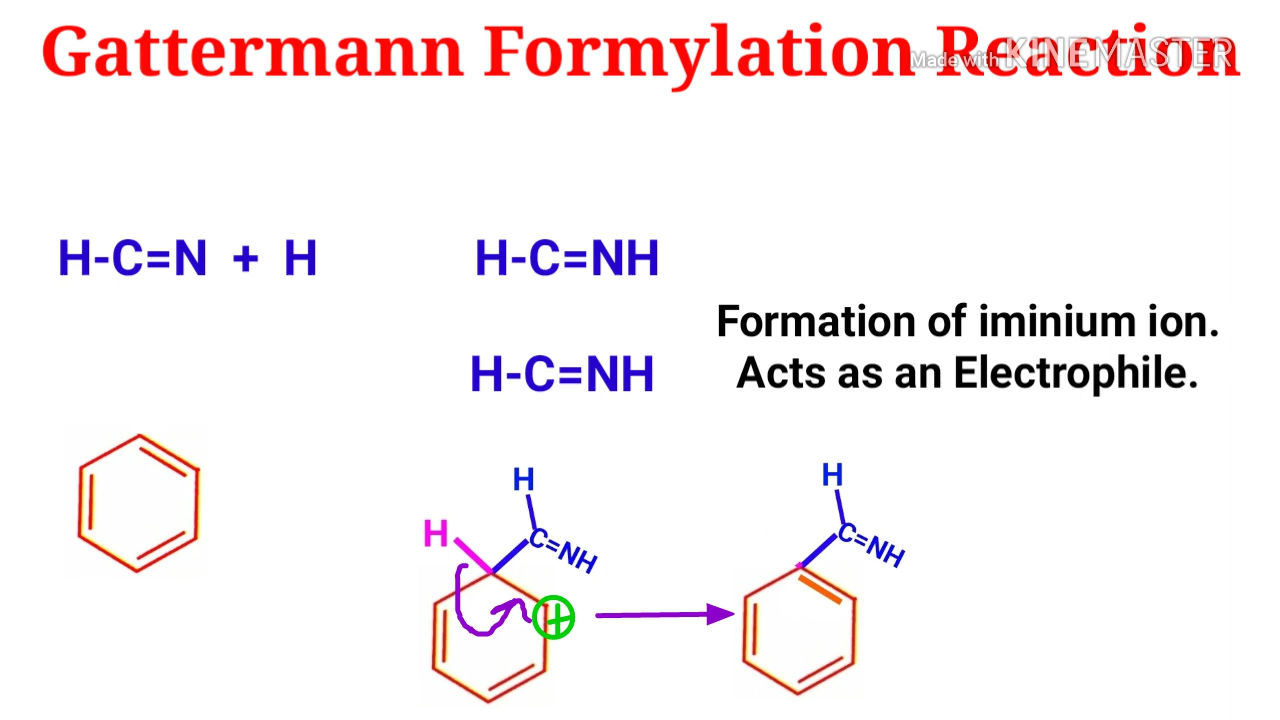 Gattermann Formylation Reaction
Made with KINEMASTER
H-C=N + H
H-C=NH
Formation of iminium ion.
Acts as an Electrophile.
H-C=NH
H
H
C=NH
+
H
C=NH